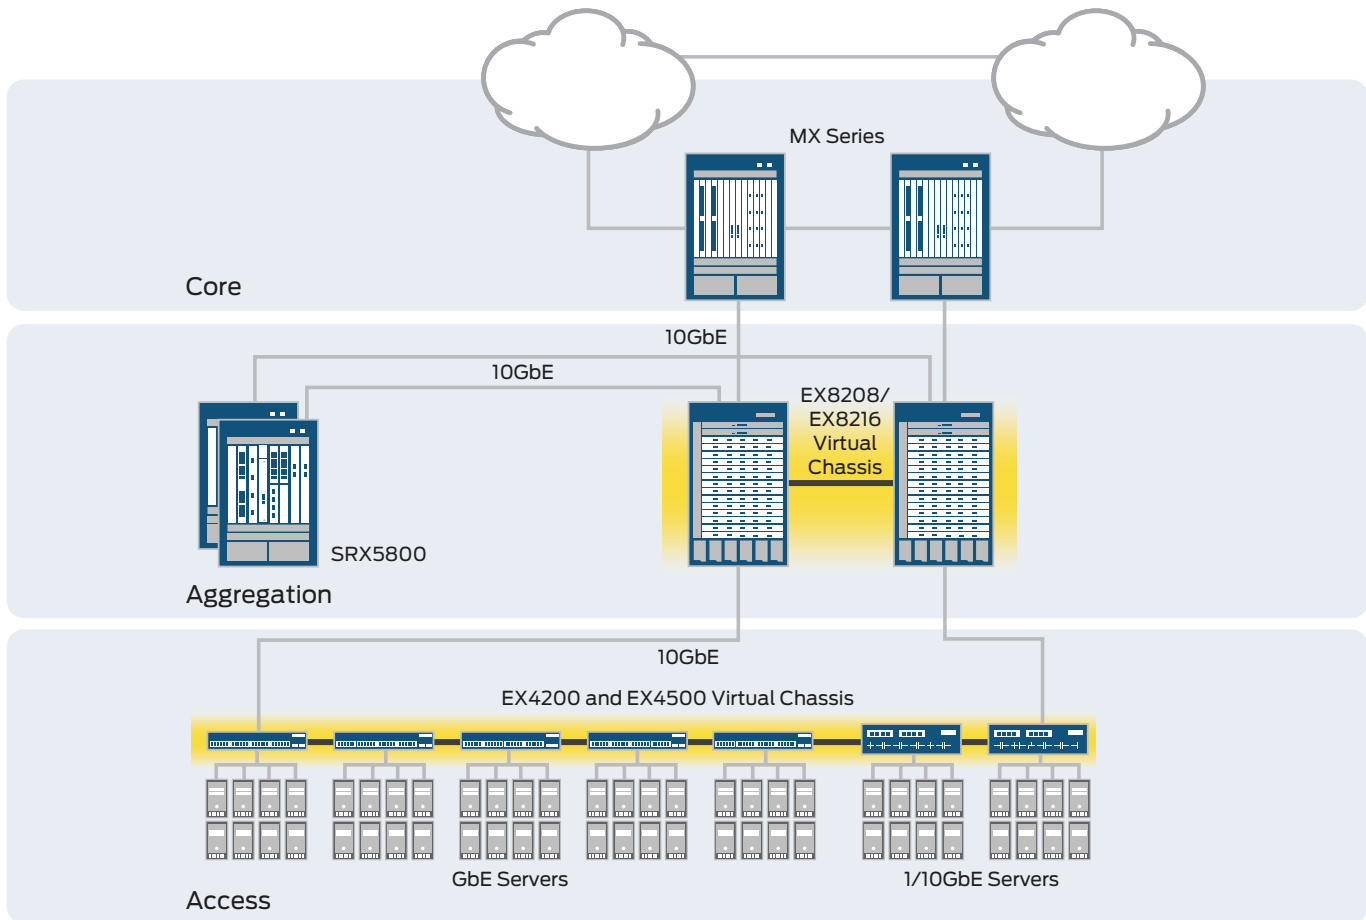 MX Series
Core
10GbE
10GbE
EX8208/
EX8216
Virtual
Chassis
SRX5800
Aggregation
10GbE
EX4200 and EX4500 Virtual Chassis
GbE Servers
1/10GbE Servers
Access